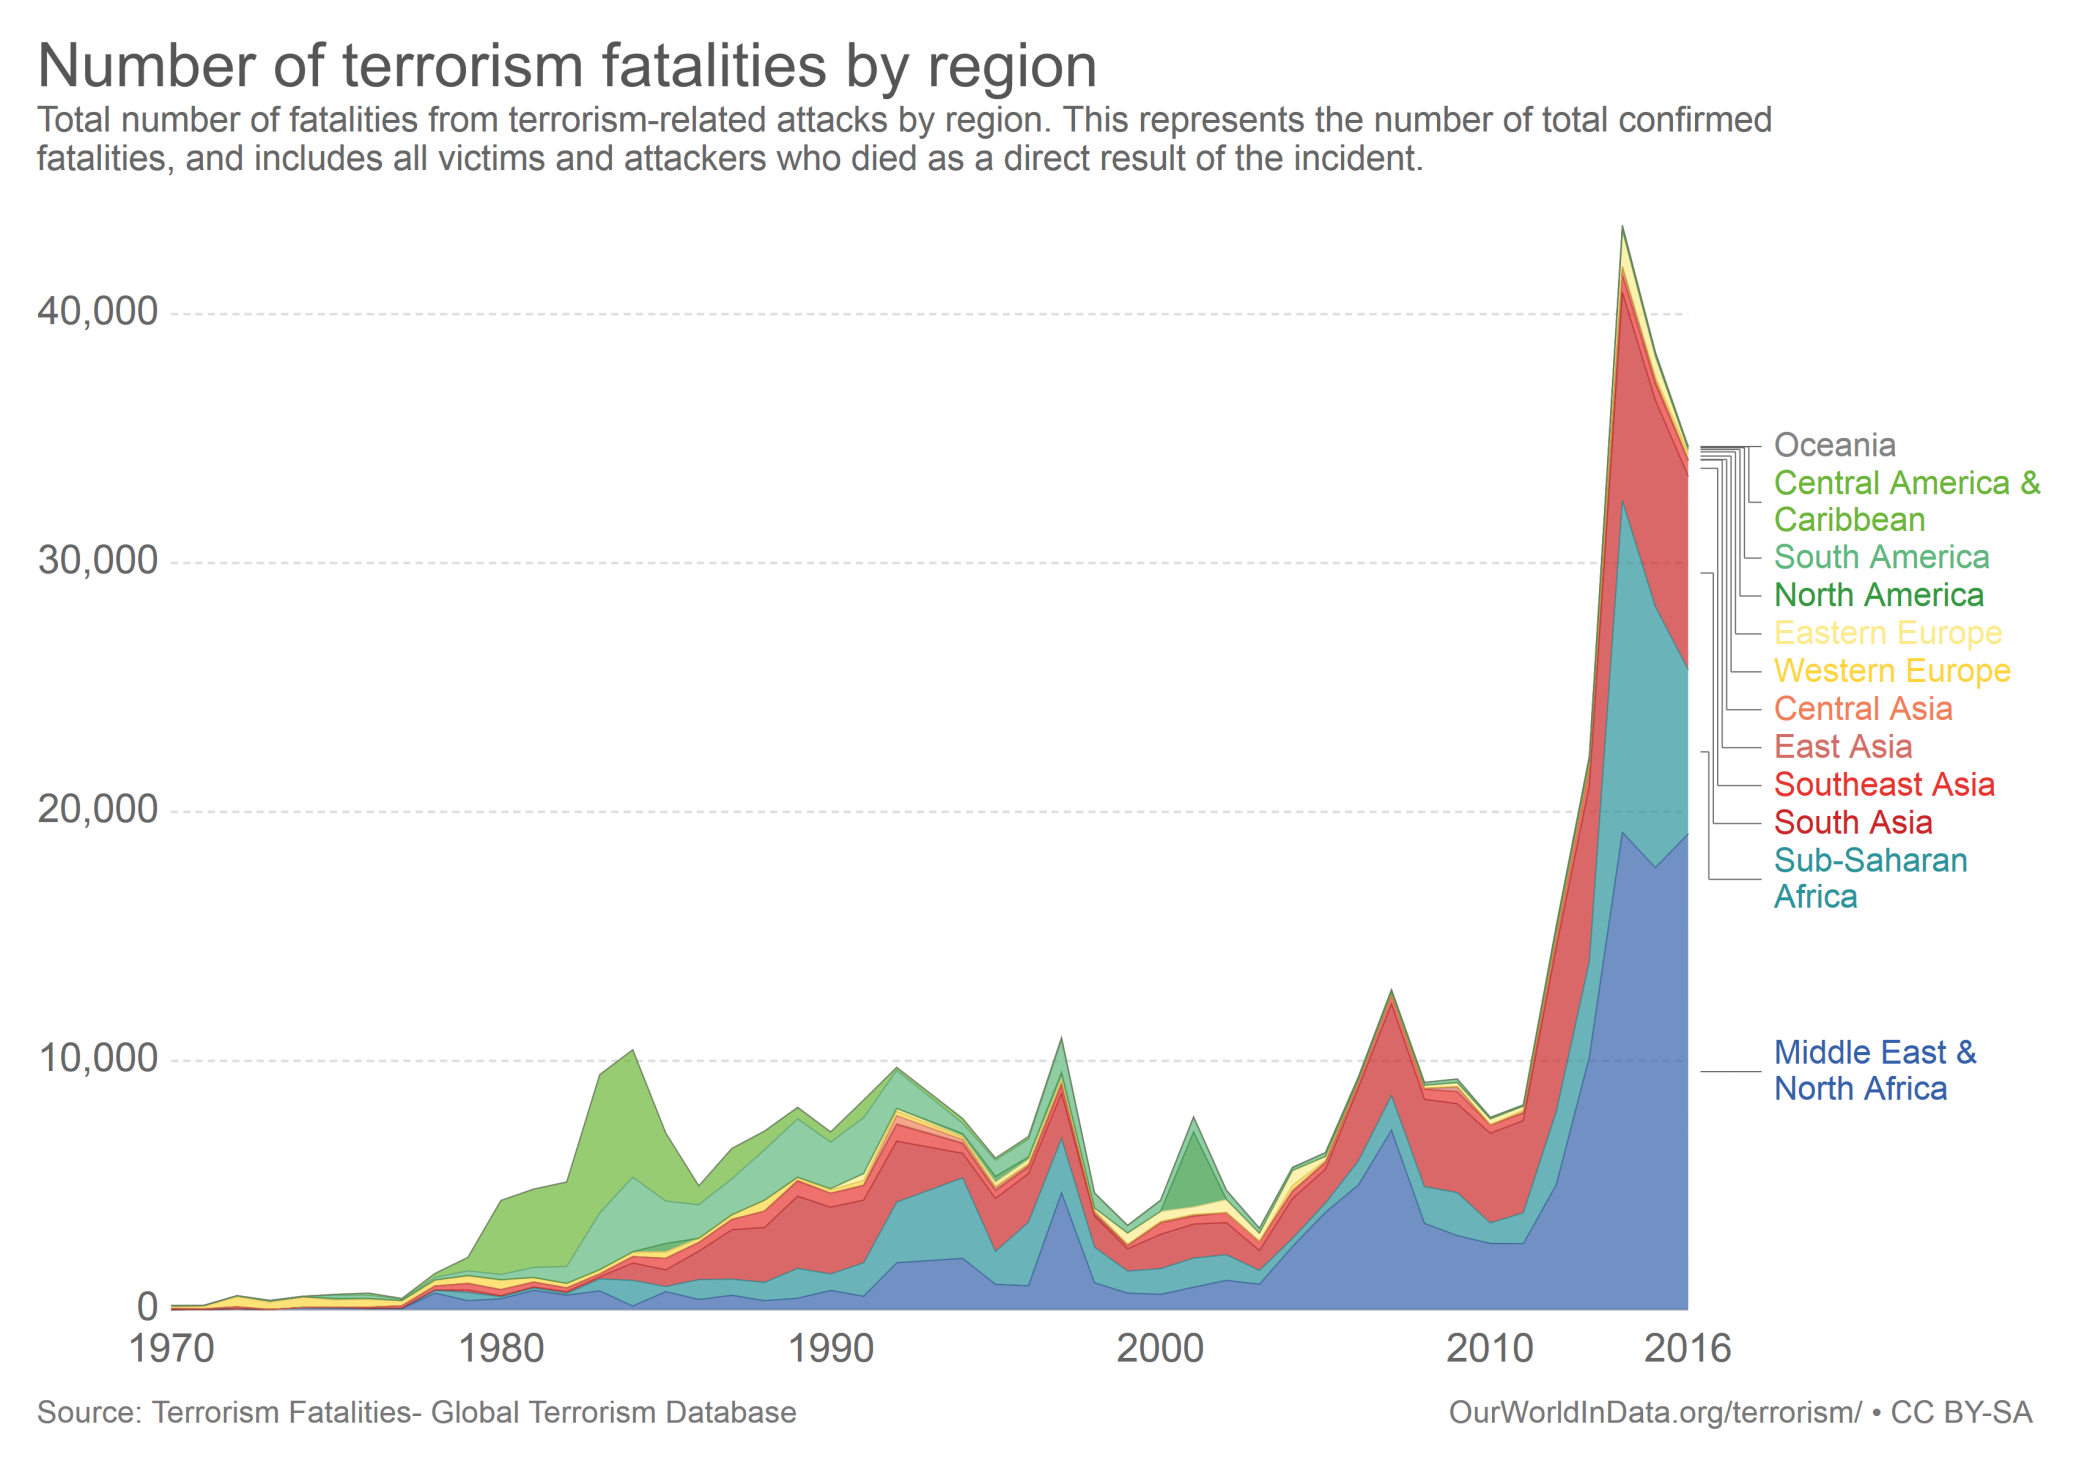 Number of terrorism fatalities by region
Total number of fatalities from terrorism-related attacks by region. This represents the number of total confirmed
fatalities, and includes all victims and attackers who died as a direct result of the incident.
40,000
30,000
20,000
10,000
0
1970
1980
1990
2000
2010
2016
Oceania
Central America &
Caribbean
South America
North America
Eastern Europe
Western Europe
Central Asia
East Asia
Southeast Asia
South Asia
Sub-Saharan
Africa
Middle East &
North Africa
Source: Terrorism Fatalities- Global Terrorism Database
OurWorldInData.org/terrorism/ • CC BY-SA